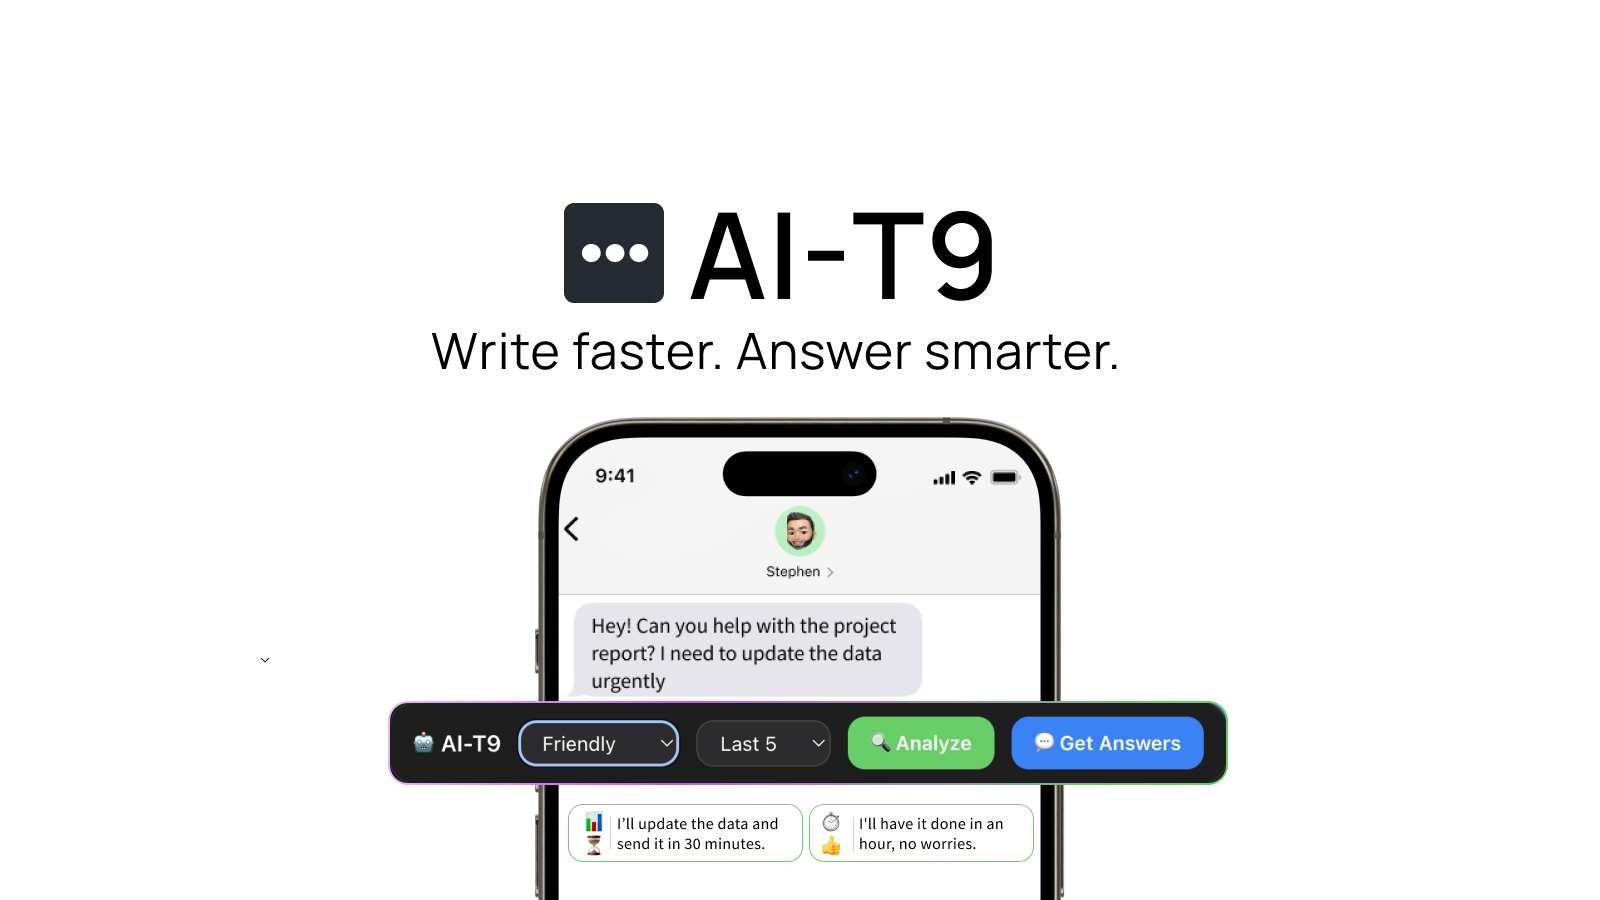 AI-T9
Write faster. Answer smarter.
9:41
Stephen
Hey! Can you help with the project
report? I need to update the data
urgently
AI-T9 Friendly Last 5 Analyze Get Answers
I’ll update the data and
send it in 30 minutes.
I'll have it done in an
hour, no worries.